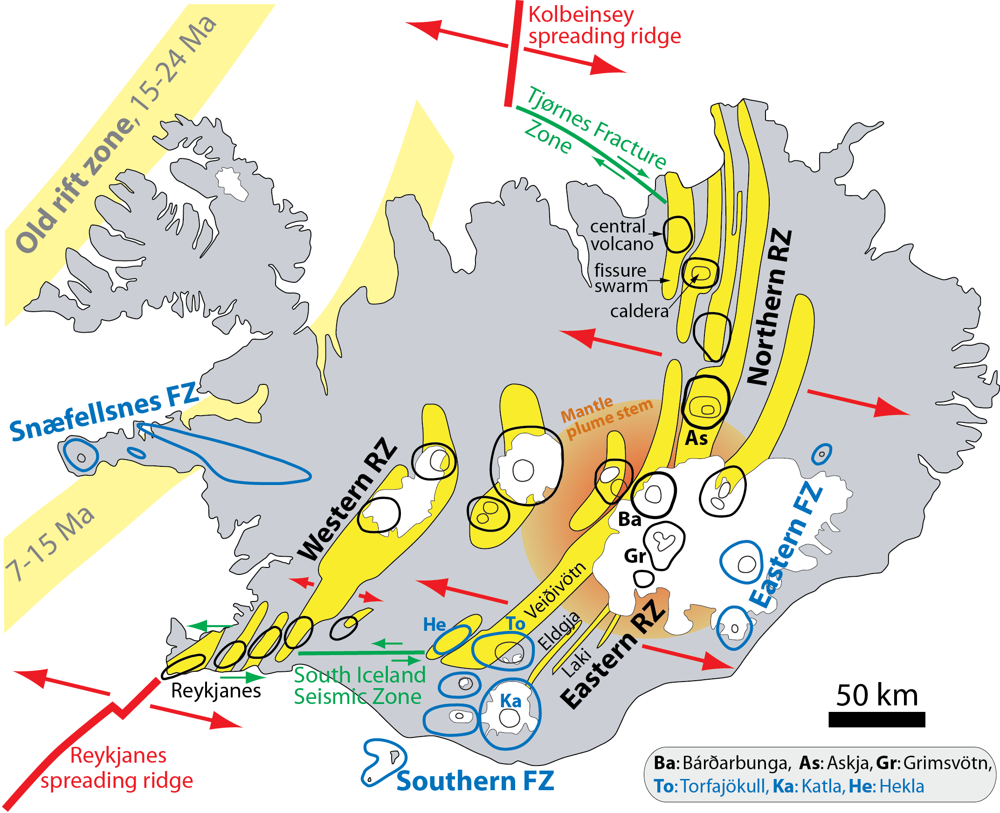 Kolbeinsey
spreading ridge
Old rift zone, 15-24 Ma
Tjørnes Fracture
Zone
central
volcano
fissure
swarm
caldera
Northern RZ
Snæfellsnes FZ
Mantle
plume stem
As
Western RZ
7-15 Ma
Ba
Gr
Eastern FZ
Veiðivötn
He
To
Eldgja
Laki
Eastern RZ
South Iceland
Seismic Zone
Reykjanes
Ka
50 km
Reykjanes
spreading ridge
Southern FZ
Ba: Bárðarbunga, As: Askja, Gr: Grimsvötn,
To: Torfajökull, Ka: Katla, He: Hekla